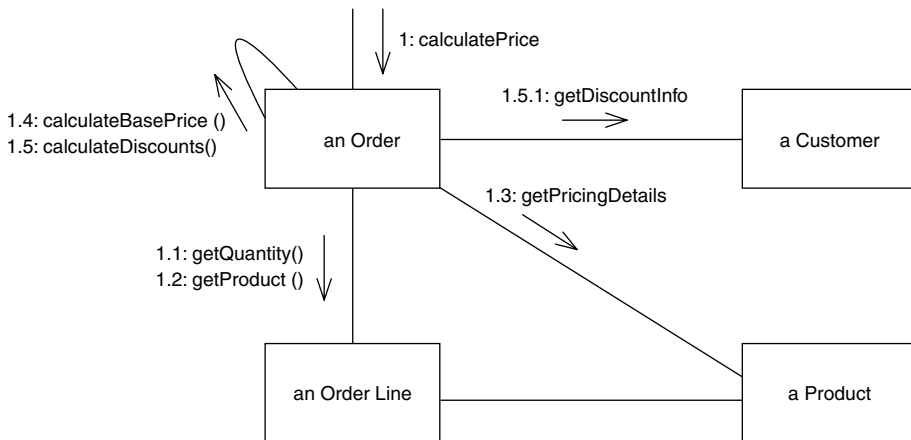 1: calculatePrice
1.5.1: getDiscountInfo
1.4: calculateBasePrice ()
1.5: calculateDiscounts()
an Order
a Customer
1.3: getPricingDetails
1.1: getQuantity()
1.2: getProduct ()
an Order Line
a Product